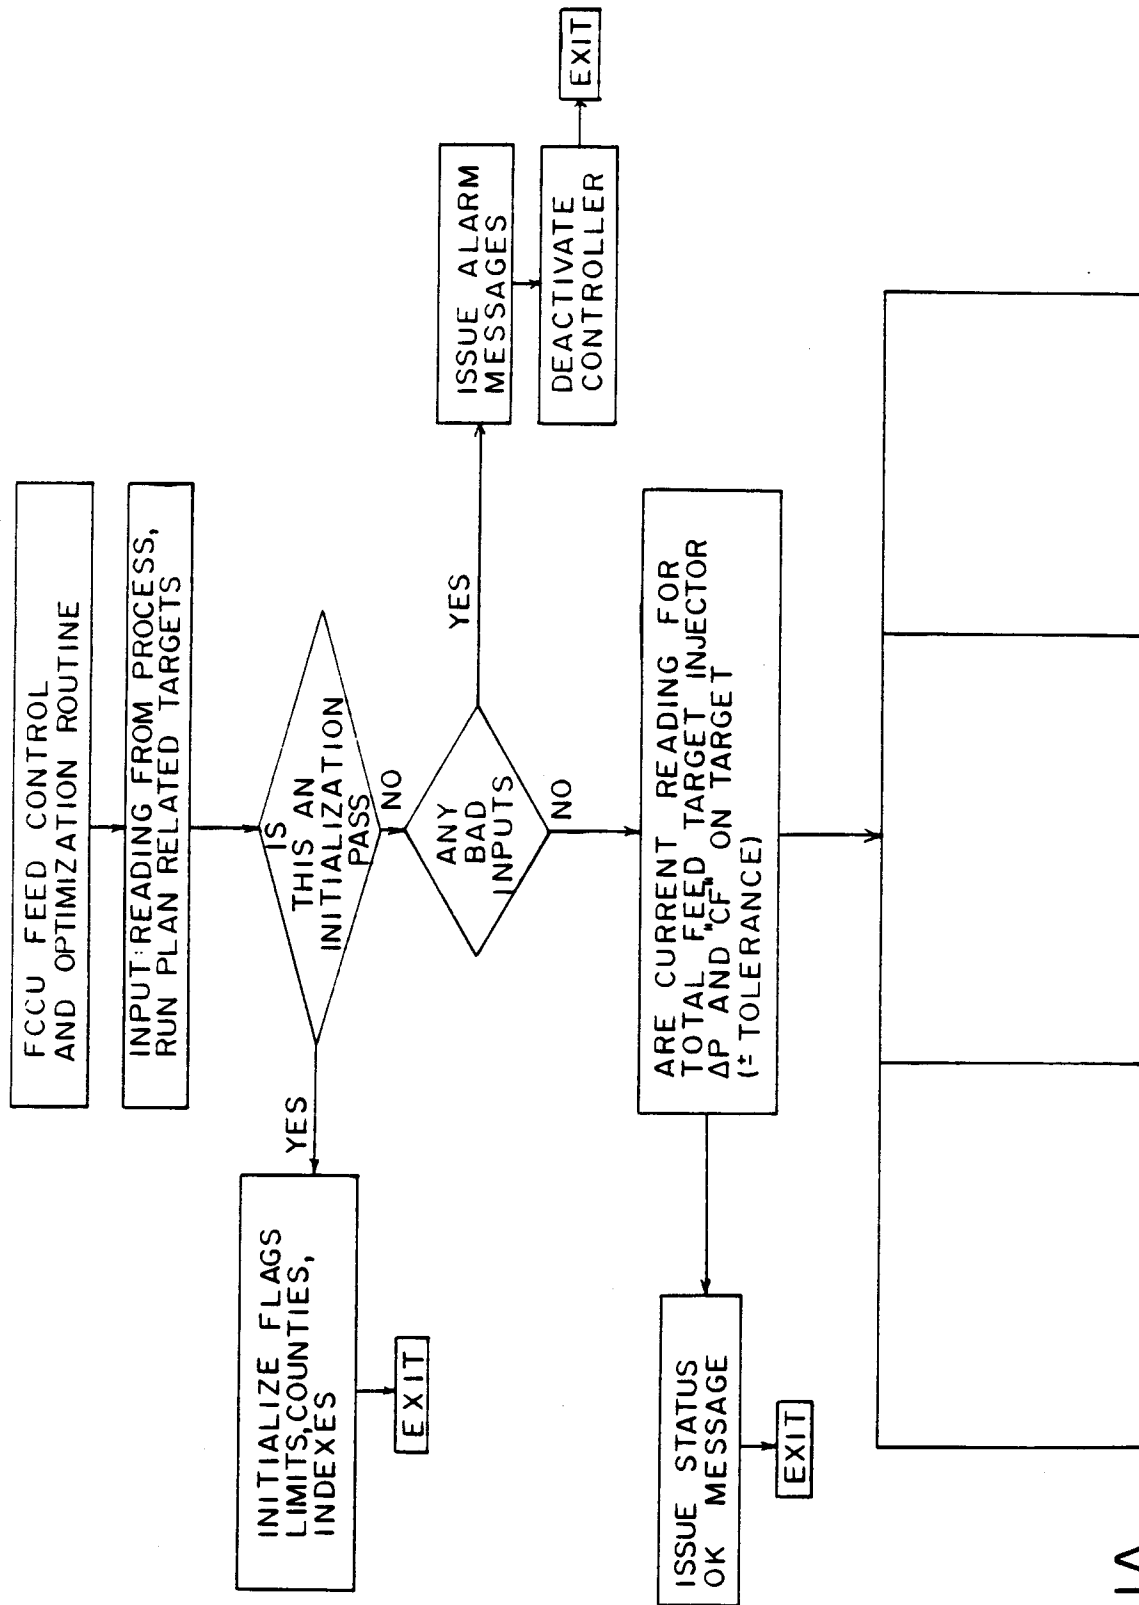 FCCU FEED CONTROL
AND OPTIMIZATION ROUTINE
INPUT:READING FROM PROCESS,
RUN PLAN RELATED TARGETS
IS
THIS AN
INITIALIZATION
PASS
YES
NO
INITIALIZE FLAGS
LIMITS,COUNTIES,
INDEXES
EXIT
ANY
BAD
INPUTS
YES
NO
ISSUE ALARM
MESSAGES
DEACTIVATE
CONTROLLER
EXIT
ARE CURRENT READING FOR
TOTAL FEED TARGET INJECTOR
ΔP AND "CF" ON TARGET
(± TOLERANCE)
ISSUE STATUS
OK MESSAGE
EXIT